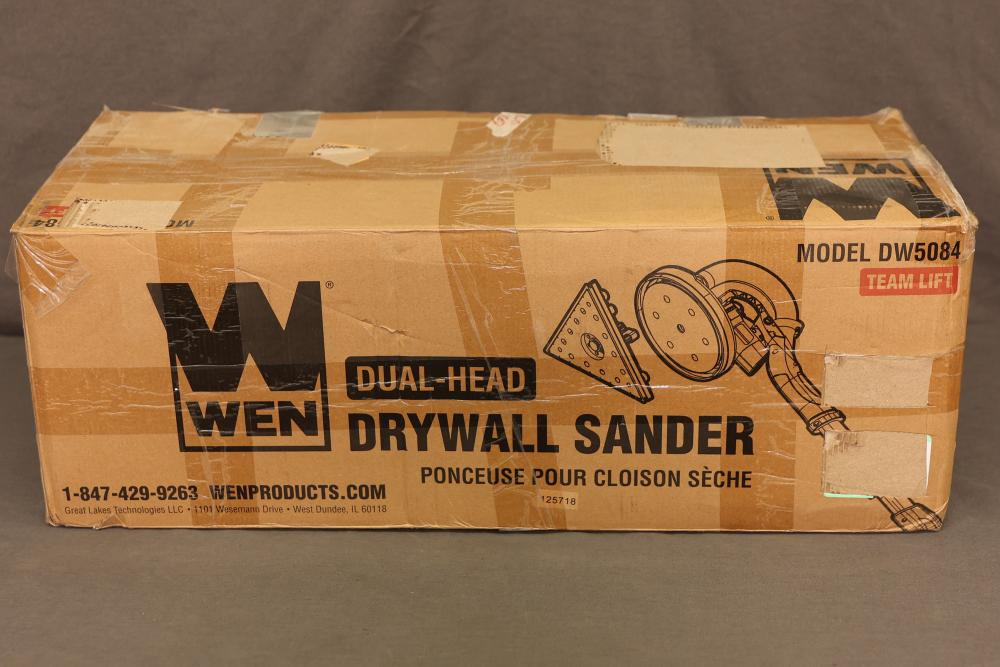 WEN
MODEL DW5084
TEAM LIFT
®
WEN
DUAL-HEAD
DRYWALL SANDER
PONCEUSE POUR CLOISON SÈCHE
1-847-429-9263 WENPRODUCTS.COM
Great Lakes Technologies LLC • 1101 Wesemann Drive • West Dundee, IL 60118
125718